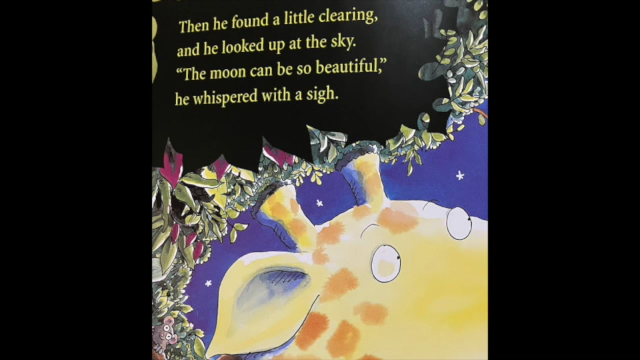 Then he found a little clearing,
and he looked up at the sky.
“The moon can be so beautiful,”
he whispered with a sigh.